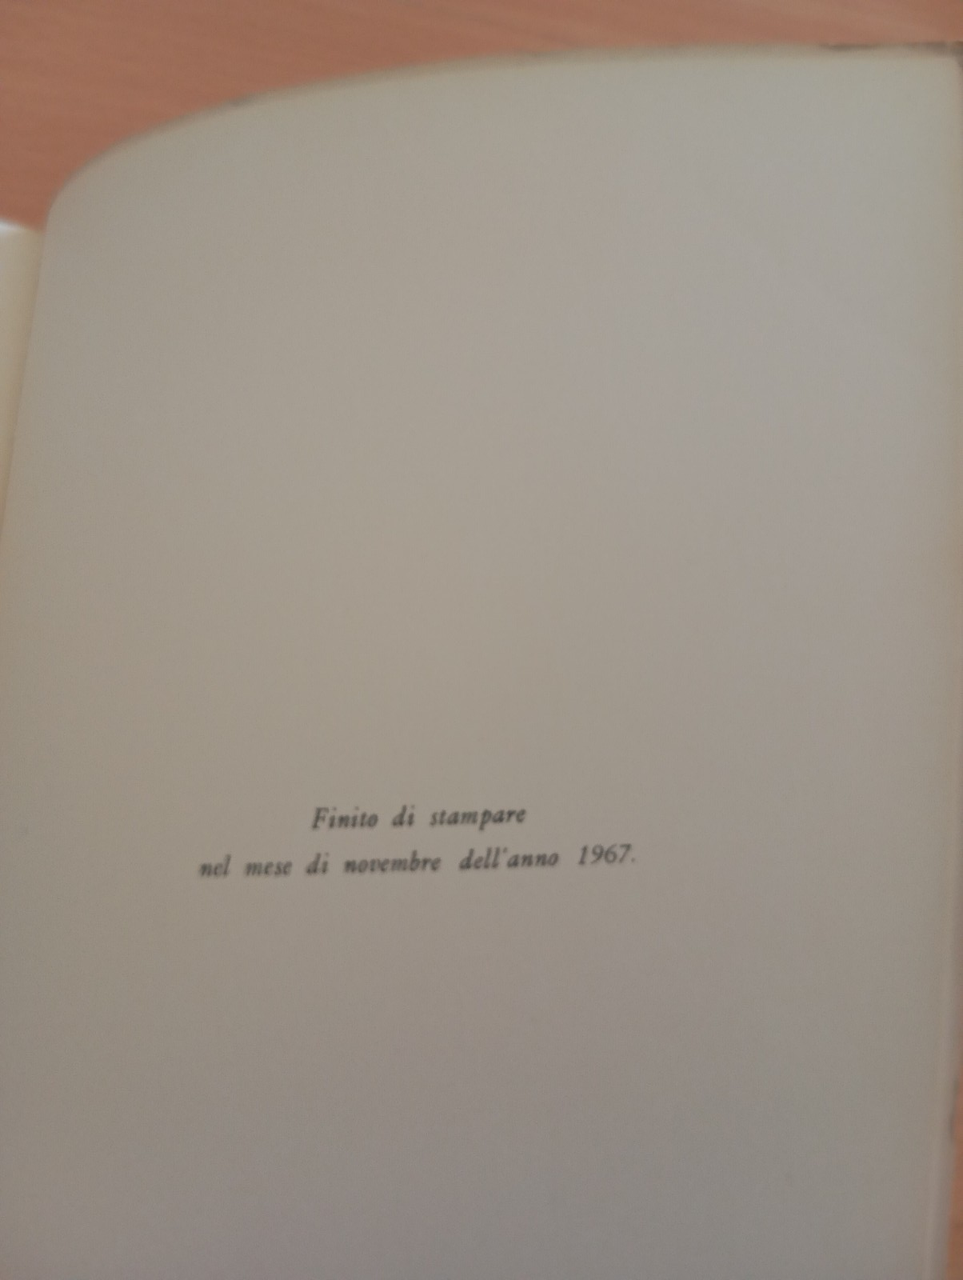 Finito di stampare
nel mese di novembre dell'anno 1967.